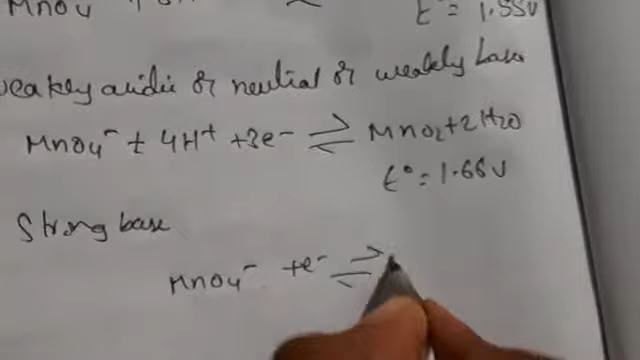 MnO4
E° = 1.55V
weakly acidic or neutral or weakly base
MnO4⁻ + 4H⁺ + 3e⁻ ⇌ MnO2 + 2H2O
E° = 1.68V
Strong base
MnO4⁻ + e⁻ ⇌